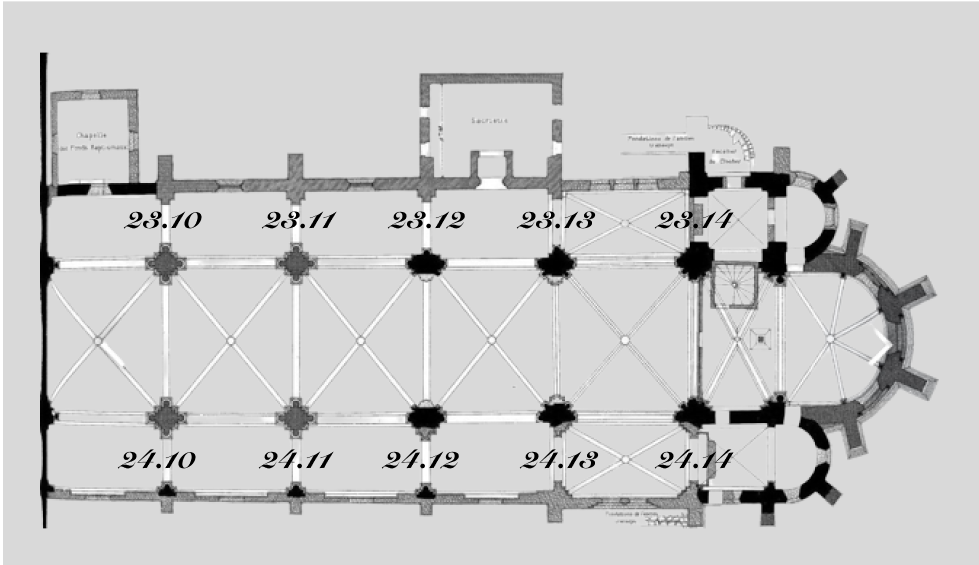 Chapelle
des Fonds Baptismaux
Sacristie
Fondations de l'ancien
transept
Escalier
du Clocher
23.10 23.11 23.12 23.13 23.14
24.10 24.11 24.12 24.13 24.14
Fondations de l'ancien
transept